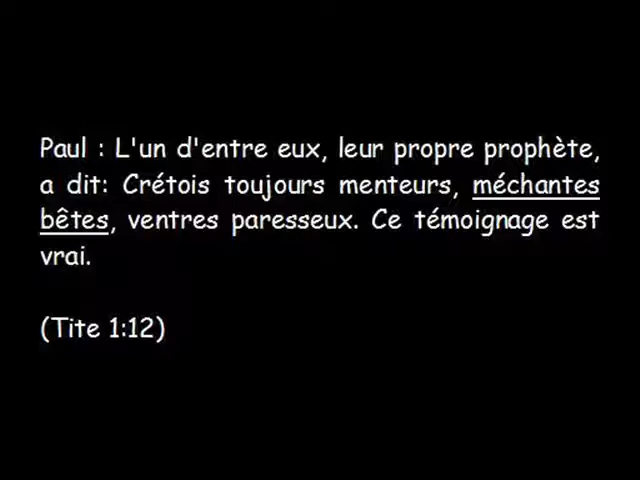 Paul : L'un d'entre eux, leur propre prophète,
a dit: Crétois toujours menteurs, méchantes
bêtes, ventres paresseux. Ce témoignage est
vrai.
(Tite 1:12)